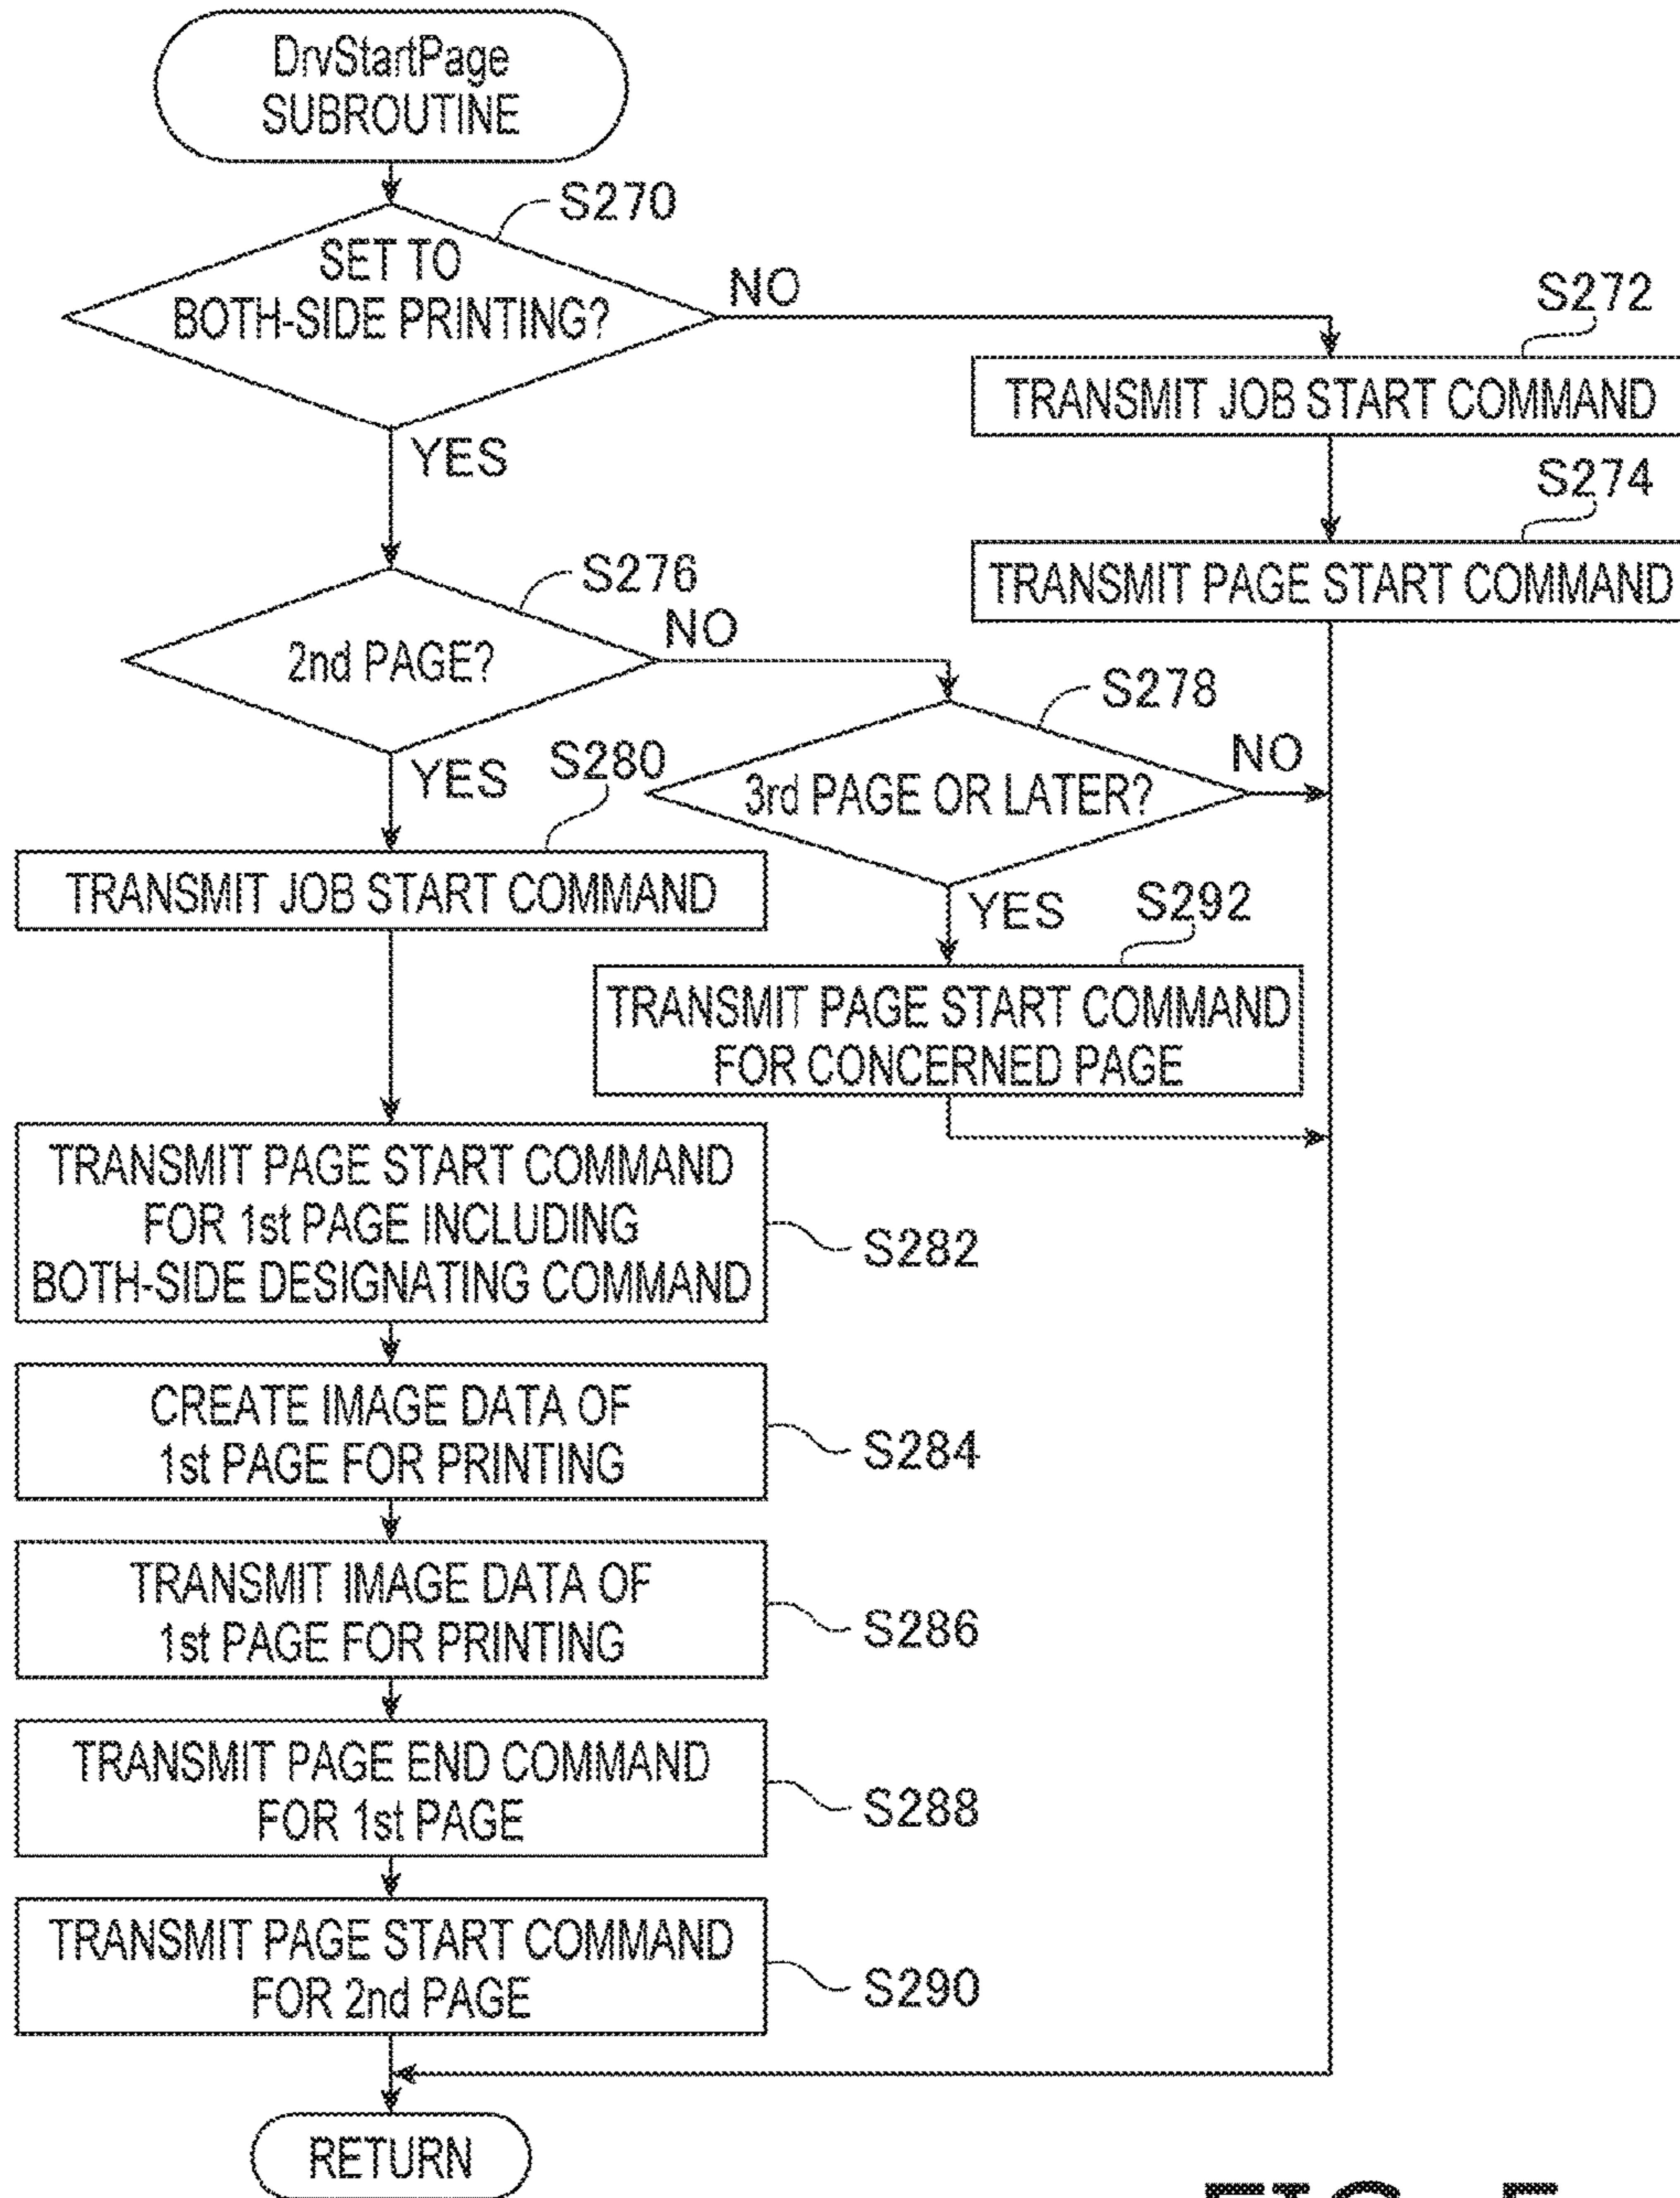 DrvStartPage
SUBROUTINE
S270
SET TO
BOTH-SIDE PRINTING?
NO
YES
S272
TRANSMIT JOB START COMMAND
S274
TRANSMIT PAGE START COMMAND
S276
2nd PAGE?
NO
YES
S278
3rd PAGE OR LATER?
NO
YES
S280
TRANSMIT JOB START COMMAND
S292
TRANSMIT PAGE START COMMAND
FOR CONCERNED PAGE
TRANSMIT PAGE START COMMAND
FOR 1st PAGE INCLUDING
BOTH-SIDE DESIGNATING COMMAND
S282
CREATE IMAGE DATA OF
1st PAGE FOR PRINTING
S284
TRANSMIT IMAGE DATA OF
1st PAGE FOR PRINTING
S286
TRANSMIT PAGE END COMMAND
FOR 1st PAGE
S288
TRANSMIT PAGE START COMMAND
FOR 2nd PAGE
S290
RETURN